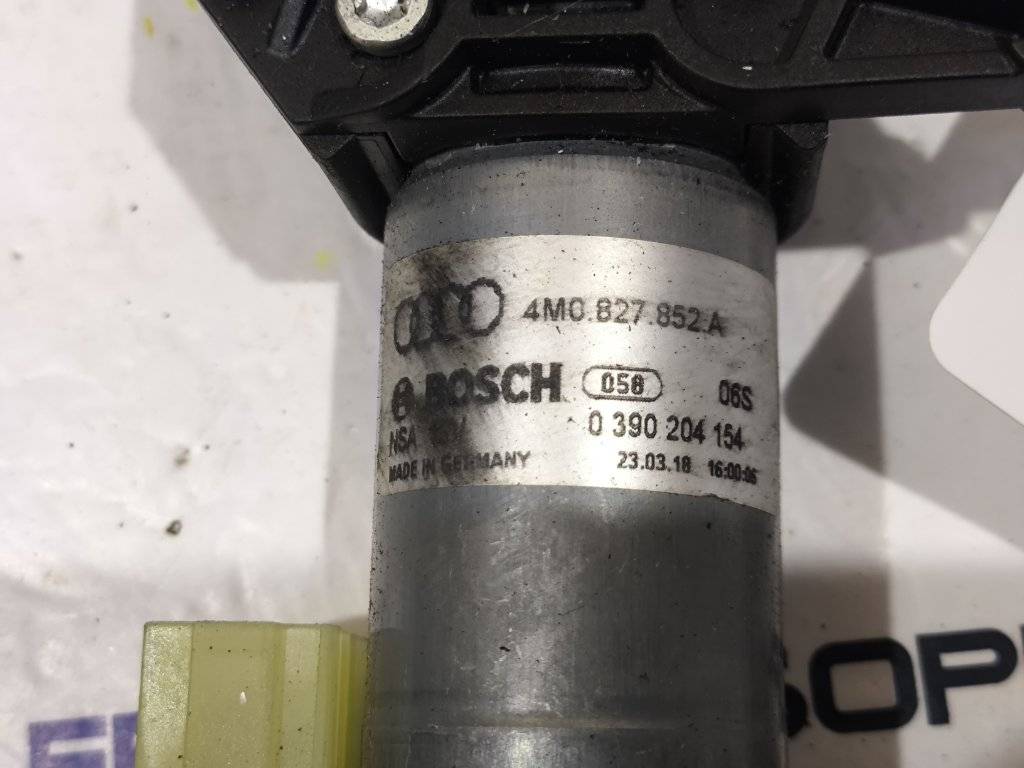 4M0.827.852.A
BOSCH 058 06S
NSA 0 390 204 154
MADE IN GERMANY 23.03.18 16:00:06